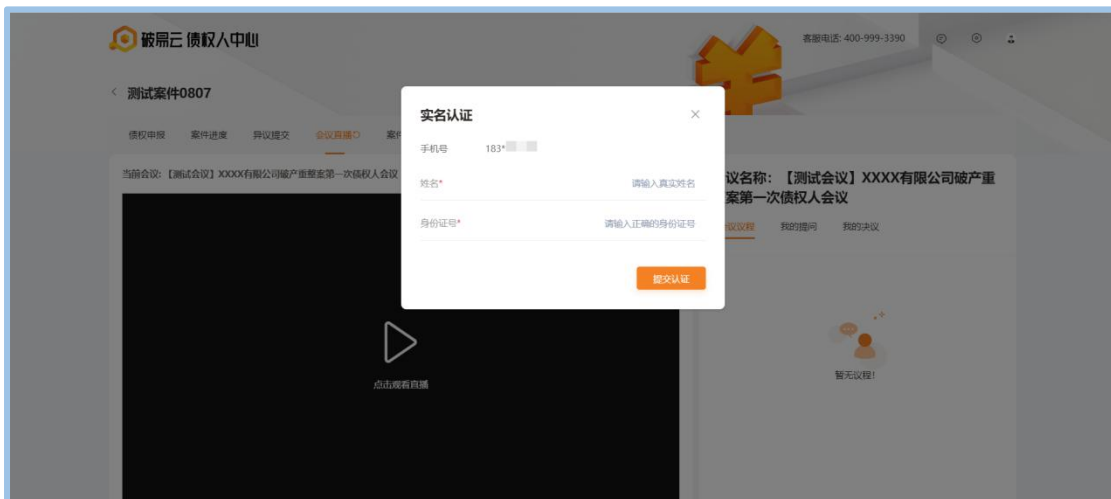 破易云 债权人中心
客服电话: 400-999-3390
测试案件0807
债权申报 案件进度 异议提交 会议直播 案件
当前会议: 【测试会议】XXXX有限公司破产重整案第一次债权人会议
实名认证
手机号 183*
姓名* 请输入真实姓名
身份证号* 请输入正确的身份证号
提交认证
点击观看直播
议名称: 【测试会议】XXXX有限公司破产重
案第一次债权人会议
议议程 我的提问 我的决议
暂无议程!